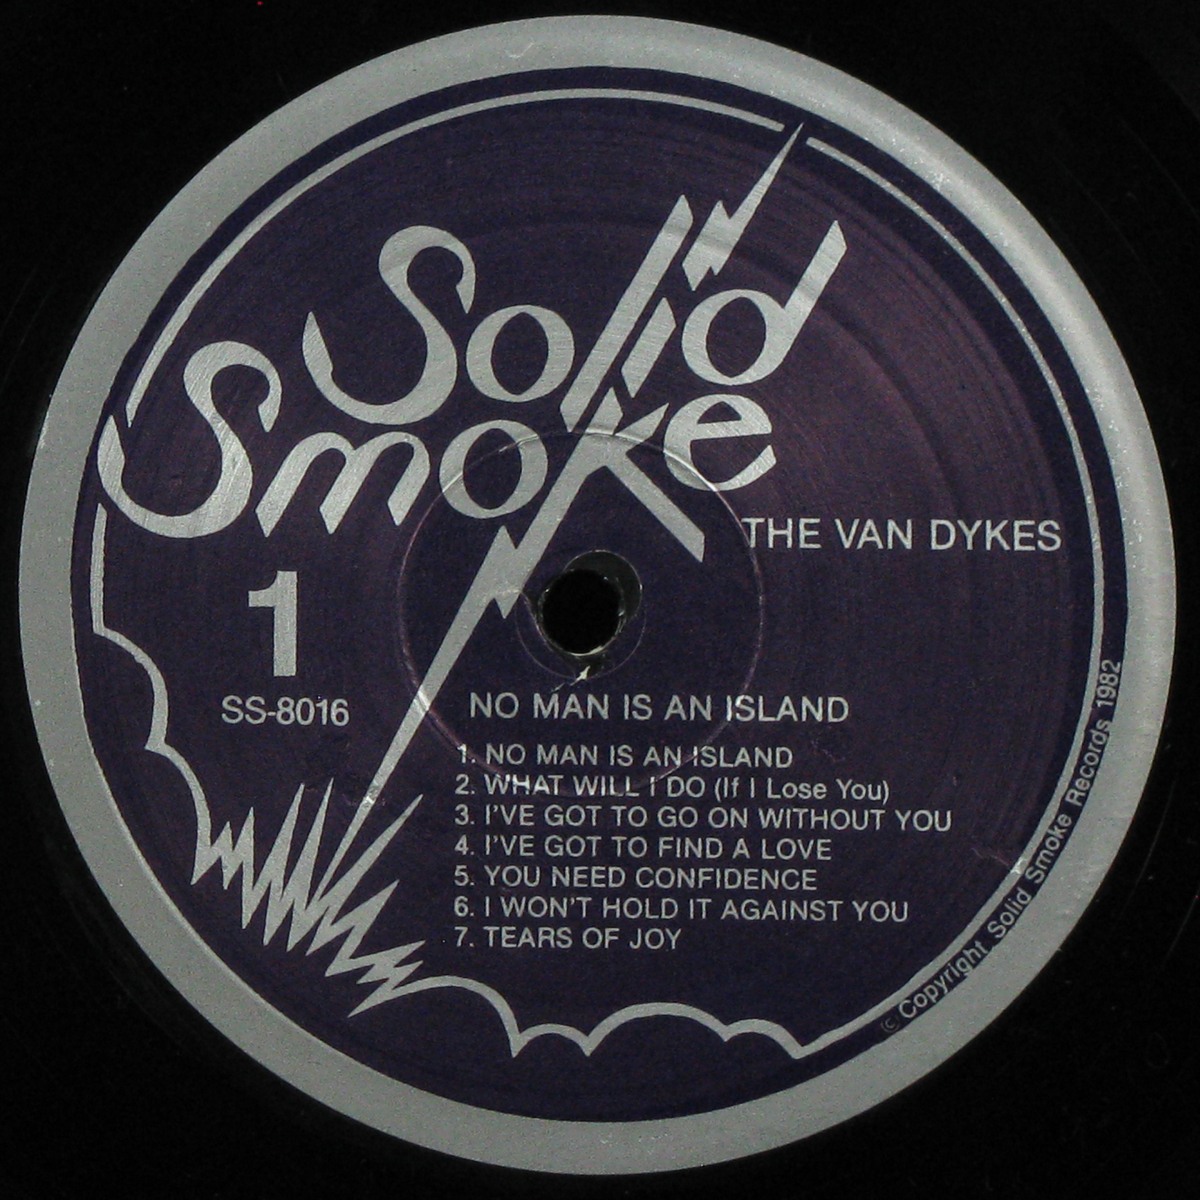 Solid
Smoke
THE VAN DYKES
1
SS-8016
NO MAN IS AN ISLAND
1. NO MAN IS AN ISLAND
2. WHAT WILL I DO (If I Lose You)
3. I'VE GOT TO GO ON WITHOUT YOU
4. I'VE GOT TO FIND A LOVE
5. YOU NEED CONFIDENCE
6. I WON'T HOLD IT AGAINST YOU
7. TEARS OF JOY
© Copyright Solid Smoke Records 1982